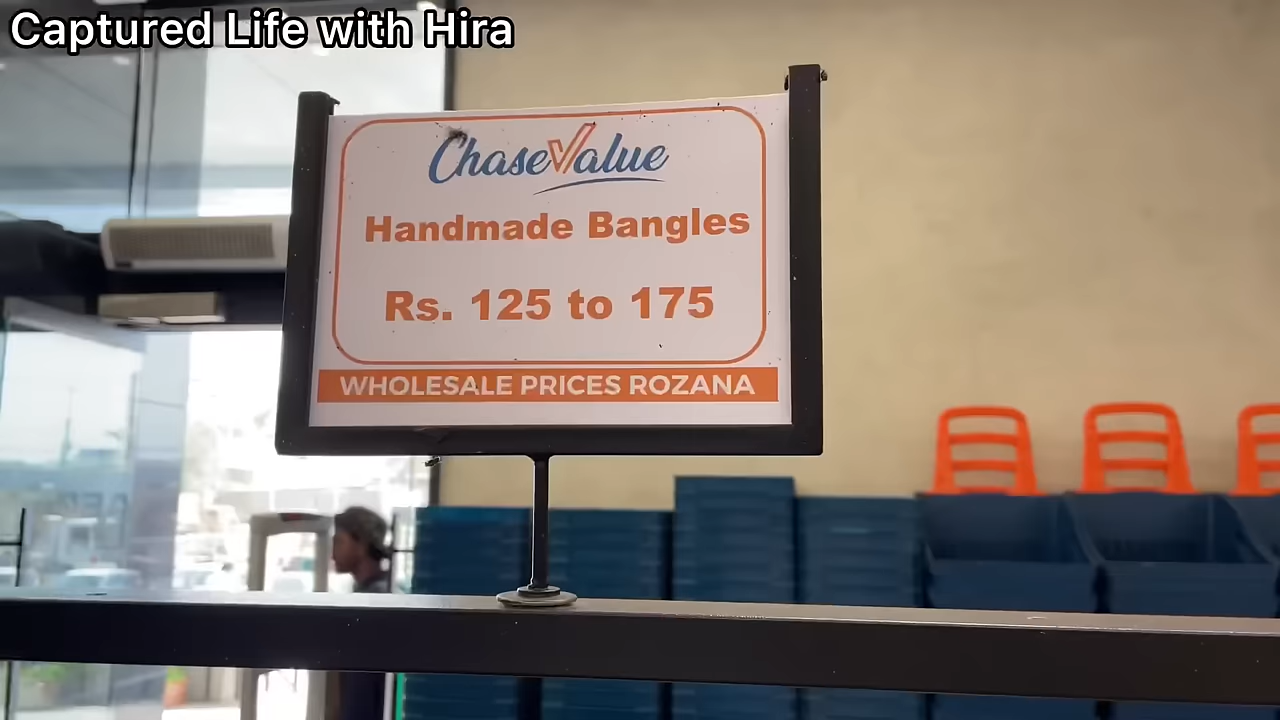 Captured Life with Hira
ChaseValue
Handmade Bangles
Rs. 125 to 175
WHOLESALE PRICES ROZANA